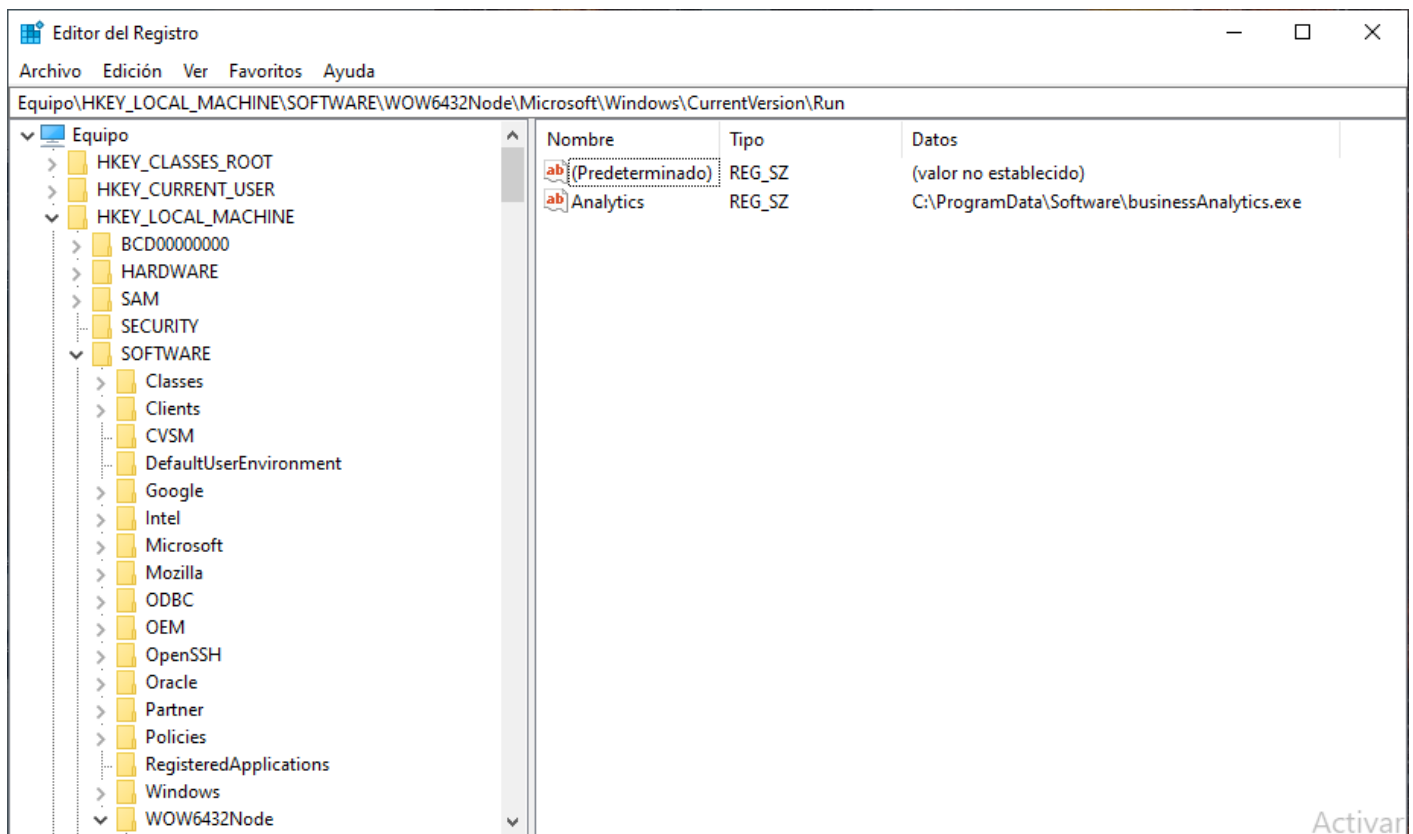 Editor del Registro
Archivo Edición Ver Favoritos Ayuda
Equipo\HKEY_LOCAL_MACHINE\SOFTWARE\WOW6432Node\Microsoft\Windows\CurrentVersion\Run
Equipo
HKEY_CLASSES_ROOT
HKEY_CURRENT_USER
HKEY_LOCAL_MACHINE
BCD00000000
HARDWARE
SAM
SECURITY
SOFTWARE
Classes
Clients
CVSM
DefaultUserEnvironment
Google
Intel
Microsoft
Mozilla
ODBC
OEM
OpenSSH
Oracle
Partner
Policies
RegisteredApplications
Windows
WOW6432Node
Nombre Tipo Datos
ab (Predeterminado) REG_SZ (valor no establecido)
ab Analytics REG_SZ C:\ProgramData\Software\businessAnalytics.exe
Activar